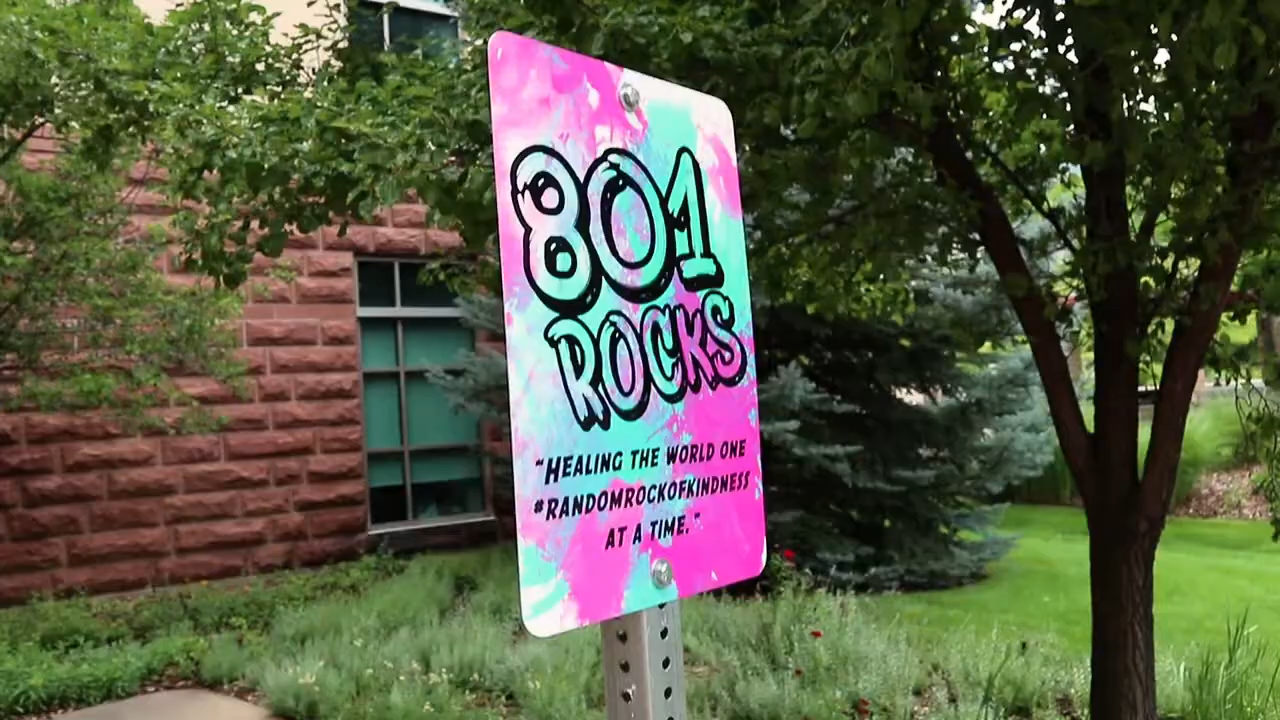 801
ROCKS
"HEALING THE WORLD ONE
#RANDOMROCKOFKINDNESS
AT A TIME."